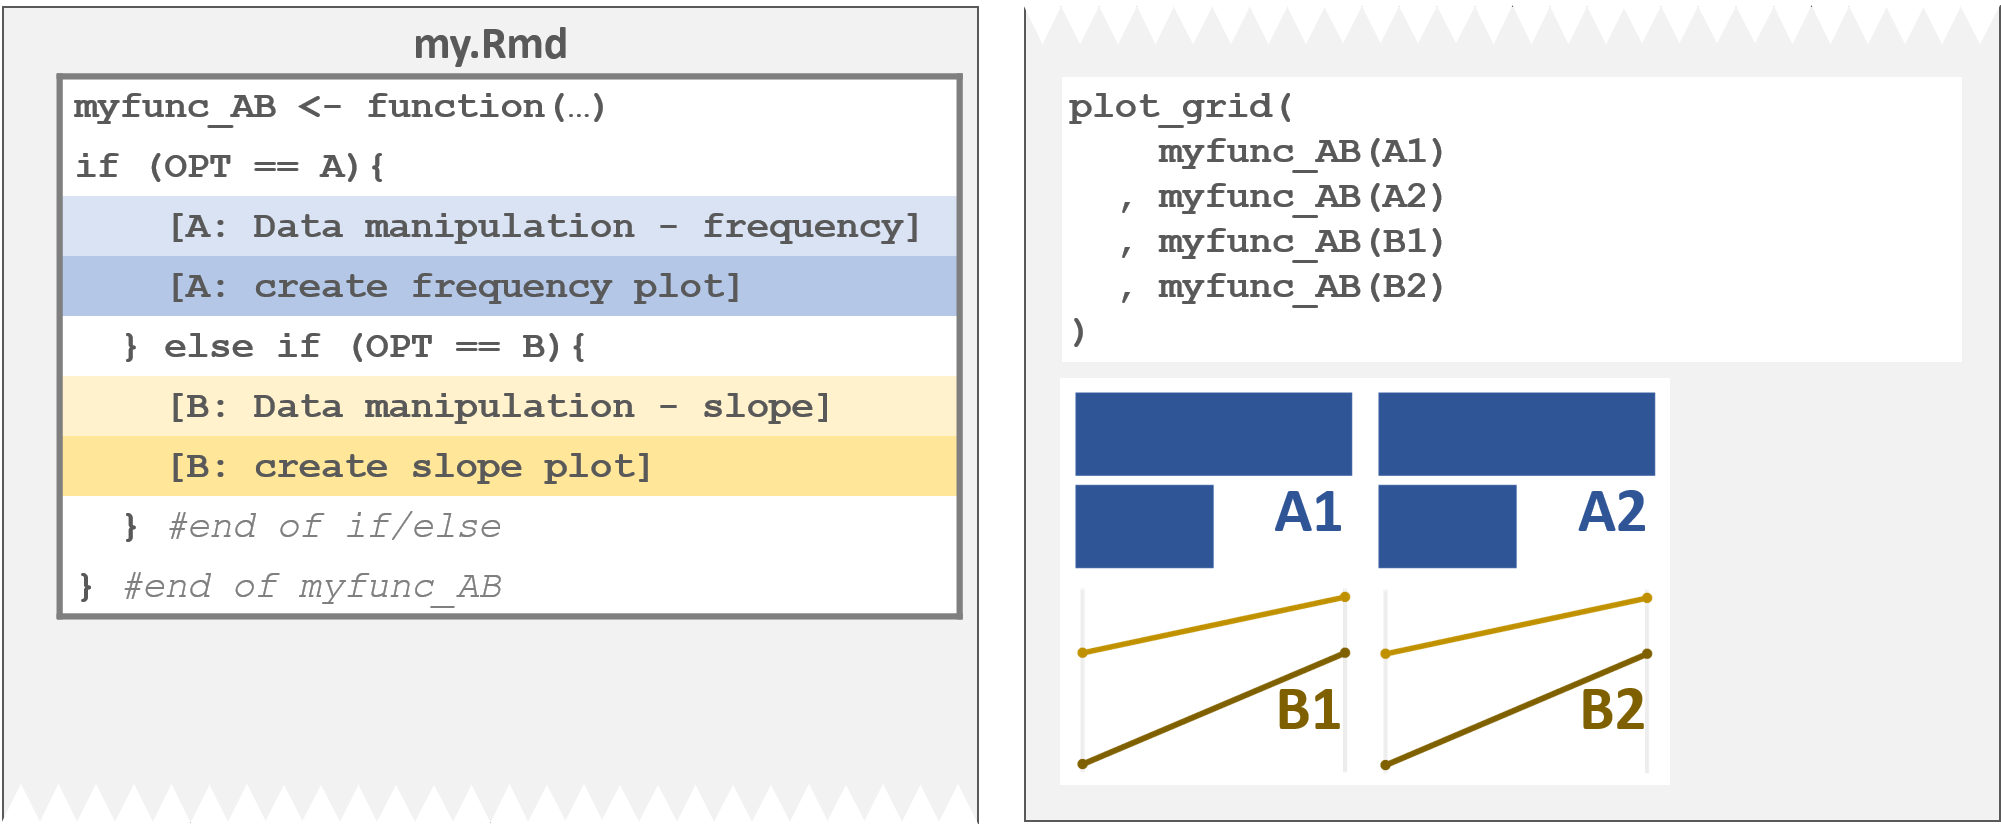 my.Rmd
myfunc_AB <- function(…)
if (OPT == A){
[A: Data manipulation - frequency]
[A: create frequency plot]
} else if (OPT == B){
[B: Data manipulation - slope]
[B: create slope plot]
} #end of if/else
} #end of myfunc_AB
plot_grid(
myfunc_AB(A1)
, myfunc_AB(A2)
, myfunc_AB(B1)
, myfunc_AB(B2)
)
A1
A2
B1
B2